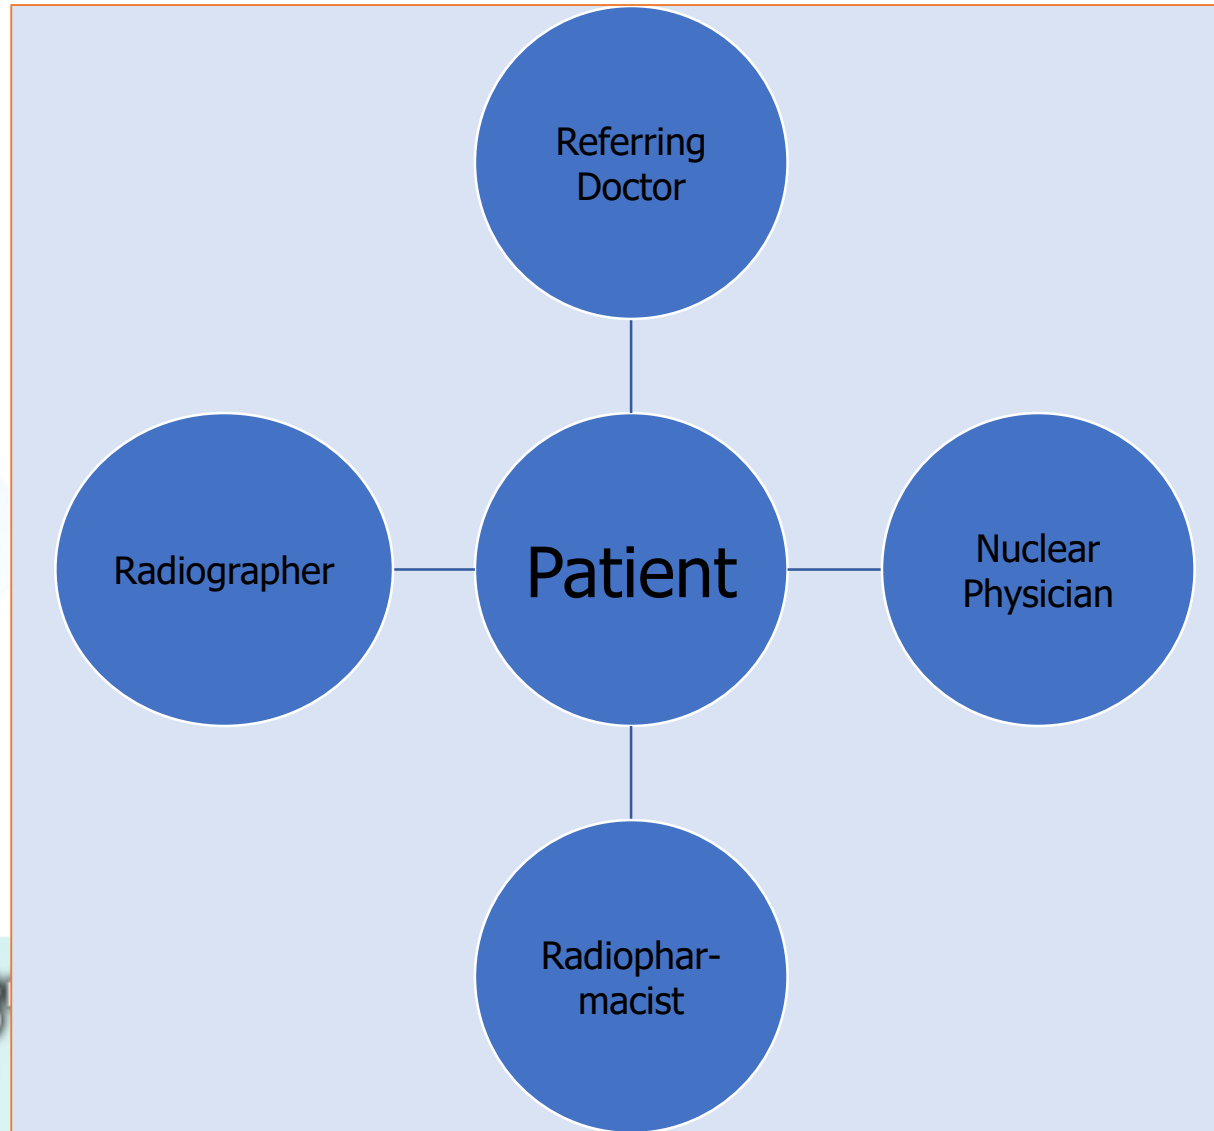 Referring
Doctor
Radiographer
Patient
Nuclear
Physician
Radiophar-
macist